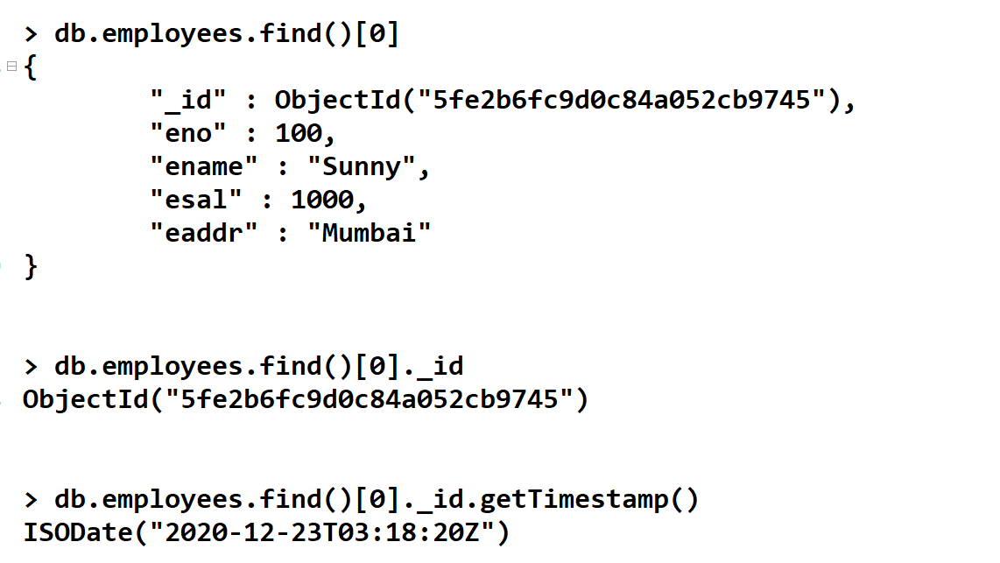 > db.employees.find()[0]
{
"_id" : ObjectId("5fe2b6fc9d0c84a052cb9745"),
"eno" : 100,
"ename" : "Sunny",
"esal" : 1000,
"eaddr" : "Mumbai"
}
> db.employees.find()[0]._id
ObjectId("5fe2b6fc9d0c84a052cb9745")
> db.employees.find()[0]._id.getTimestamp()
ISODate("2020-12-23T03:18:20Z")